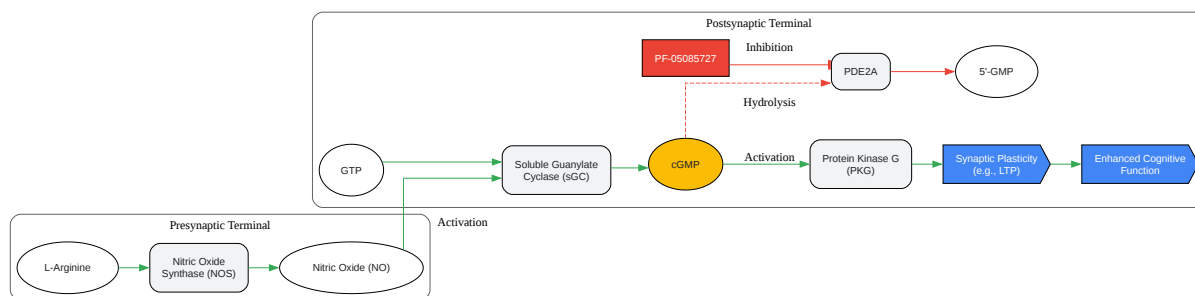 Postsynaptic Terminal
PF-05085727
Inhibition
PDE2A
5'-GMP
Hydrolysis
GTP
Soluble Guanylate
Cyclase (sGC)
cGMP
Activation
Protein Kinase G
(PKG)
Synaptic Plasticity
(e.g., LTP)
Enhanced Cognitive
Function
Presynaptic Terminal
Activation
L-Arginine
Nitric Oxide
Synthase (NOS)
Nitric Oxide (NO)